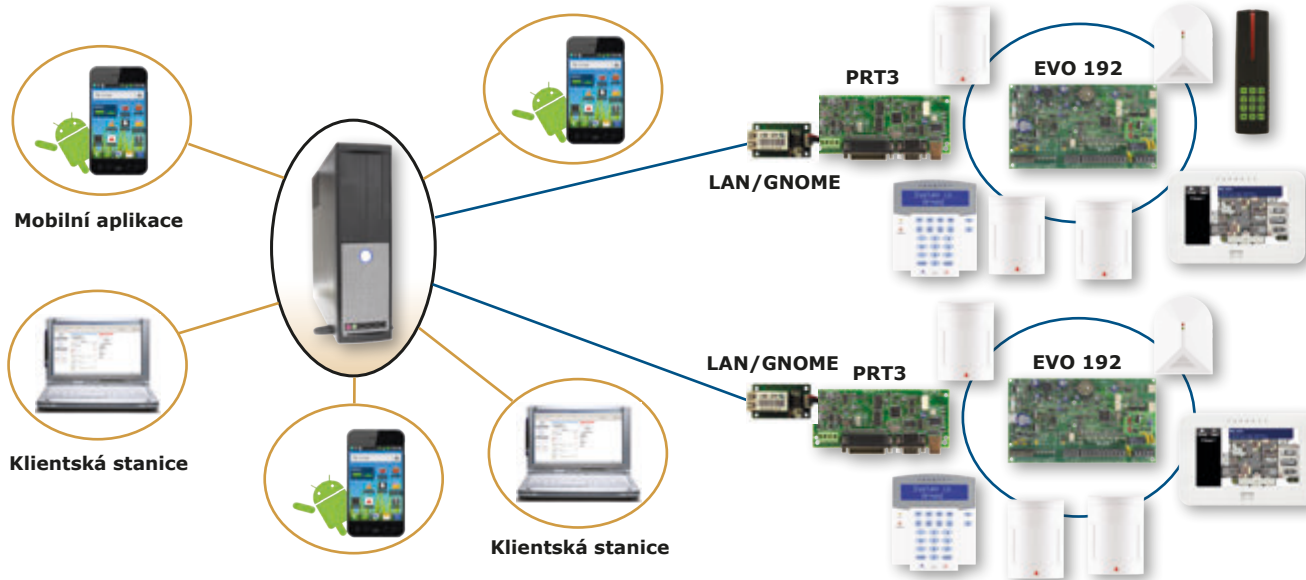 PRT3
EVO 192
LAN/GNOME
Mobilní aplikace
LAN/GNOME
PRT3
EVO 192
Klientská stanice
Klientská stanice